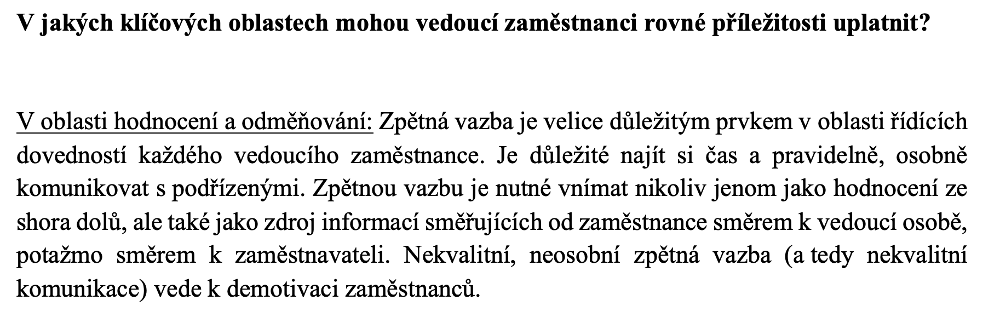 V jakých klíčových oblastech mohou vedoucí zaměstnanci rovné příležitosti uplatnit?
V oblasti hodnocení a odměňování: Zpětná vazba je velice důležitým prvkem v oblasti řídících
dovedností každého vedoucího zaměstnance. Je důležité najít si čas a pravidelně, osobně
komunikovat s podřízenými. Zpětnou vazbu je nutné vnímat nikoliv jenom jako hodnocení ze
shora dolů, ale také jako zdroj informací směřujících od zaměstnance směrem k vedoucí osobě,
potažmo směrem k zaměstnavateli. Nekvalitní, neosobní zpětná vazba (a tedy nekvalitní
komunikace) vede k demotivaci zaměstnanců.